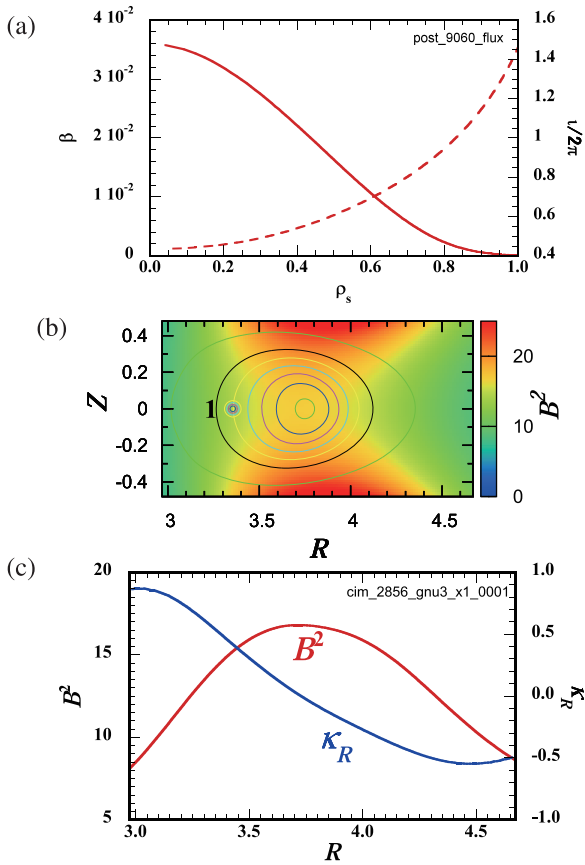 (a)
post_9060_flux
4 10⁻²
3 10⁻²
2 10⁻²
1 10⁻²
0
β
1.6
1.4
1.2
1
0.8
0.6
0.4
ι/2π
0.0 0.2 0.4 0.6 0.8 1.0
ρs
(b)
0.4
0.2
0
-0.2
-0.4
Z
1
20
10
0
B²
3 3.5 4 4.5
R
(c)
cim_2856_gnu3_x1_0001
20
15
10
5
B²
B²
κR
1.0
0.5
0.0
-0.5
-1.0
κR
3.0 3.5 4.0 4.5
R